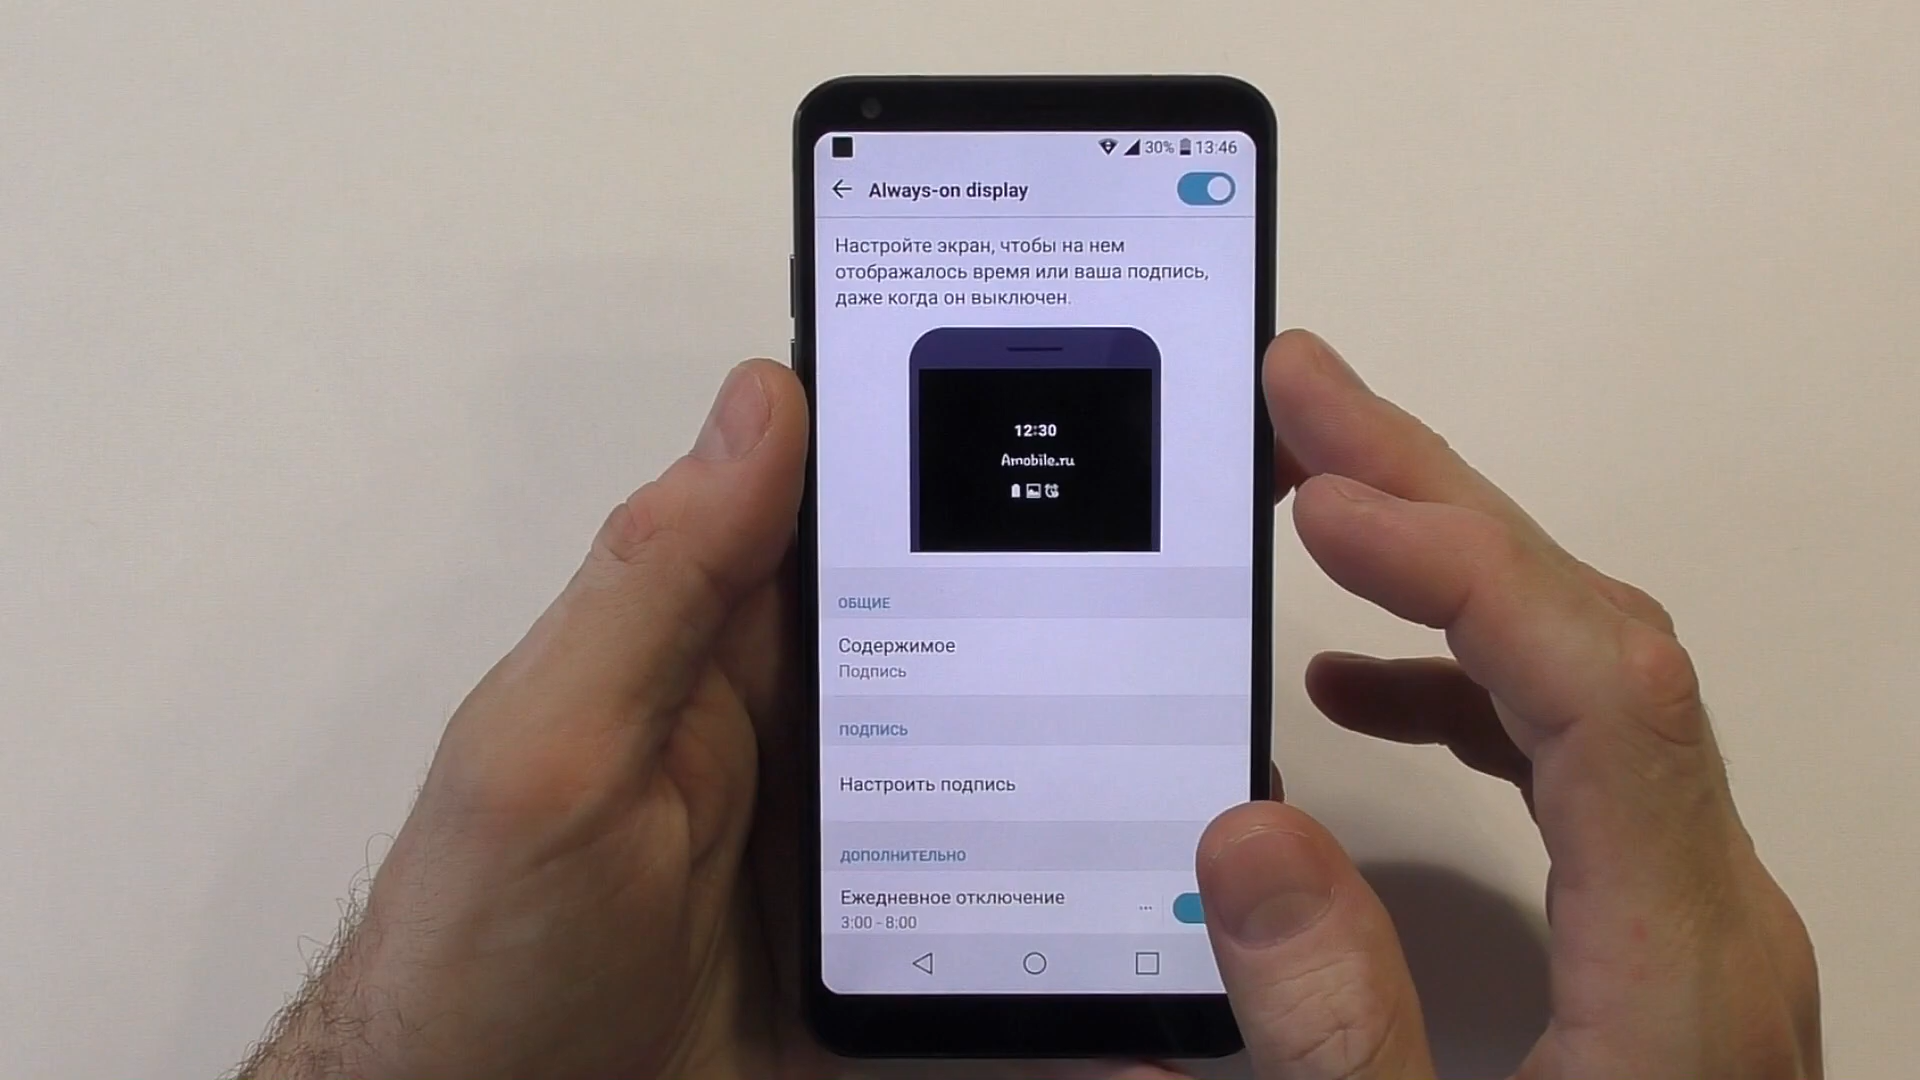 30% 13:46
Always-on display
Настройте экран, чтобы на нем
отображалось время или ваша подпись,
даже когда он выключен.
12:30
Amobile.ru
ОБЩИЕ
Содержимое
Подпись
ПОДПИСЬ
Настроить подпись
ДОПОЛНИТЕЛЬНО
Ежедневное отключение
3:00 - 8:00